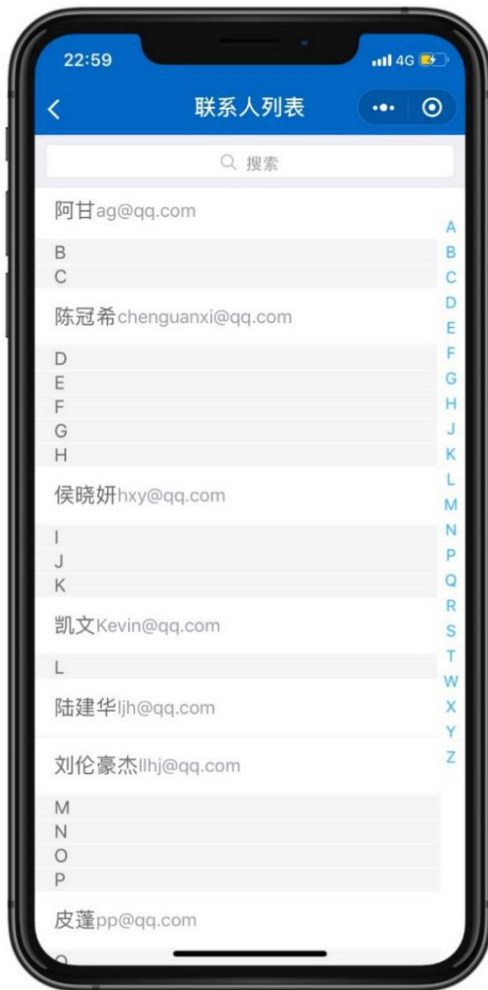 22:59
4G
联系人列表
搜索
阿甘ag@qq.com
B
C
陈冠希chenguanxi@qq.com
D
E
F
G
H
侯晓妍hxy@qq.com
I
J
K
凯文Kevin@qq.com
L
陆建华ljh@qq.com
刘伦豪杰llhj@qq.com
M
N
O
P
皮蓬pp@qq.com
A
B
C
D
E
F
G
H
J
K
L
M
N
P
Q
R
S
T
W
X
Y
Z